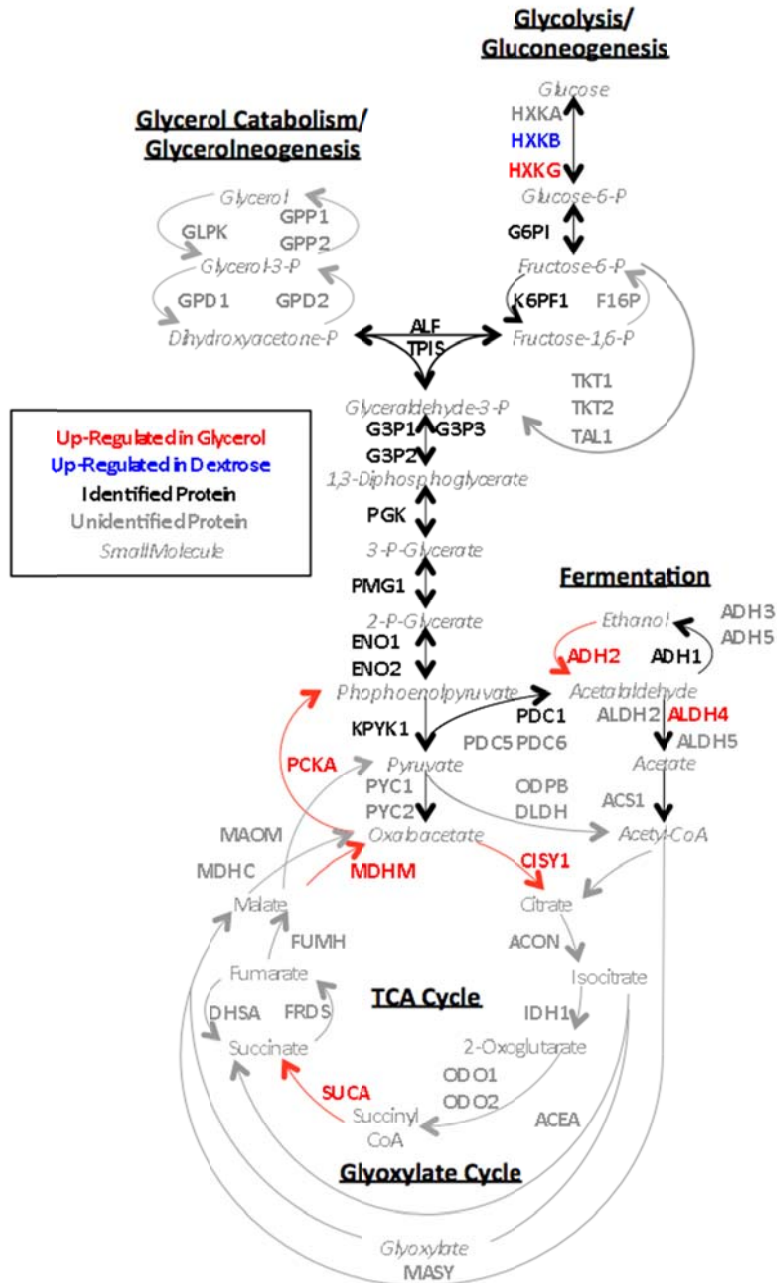 Glycolysis/
Gluconeogenesis
Glucose
HXKA
HXKB
HXKG
Glucose-6-P
G6PI
Fructose-6-P
K6PF1
F16P
Fructose-1,6-P
Glycerol Catabolism/
Glycerolneogenesis
Glycerol
GPP1
GLPK
GPP2
Glycerol-3-P
GPD1
GPD2
Dihydroxyacetone-P
ALF
TPIS
TKT1
TKT2
TAL1
Glyceraldehyde-3-P
G3P1
G3P3
G3P2
1,3-Diphosphoglycerate
PGK
3-P-Glycerate
PMG1
2-P-Glycerate
ENO1
ENO2
Phophoenolpyruvate
KPYK1
Up-Regulated in Glycerol
Up-Regulated in Dextrose
Identified Protein
Unidentified Protein
Small Molecule
Fermentation
Ethanol
ADH3
ADH5
ADH2
ADH1
Acetalaldehyde
PDC1
PDC5 PDC6
ALDH2
ALDH4
ALDH5
Acetate
ACS1
Acetyl-CoA
PCKA
Pyruvate
PYC1
PYC2
ODPB
DLDH
Oxaloacetate
MAOM
MDHC
MDHM
CISY1
Malate
Citrate
FUMH
ACON
Fumarate
Isocitrate
TCA Cycle
DHSA
FRDS
IDH1
Succinate
2-Oxoglutarate
ODO1
ODO2
SUCA
Succinyl
CoA
ACEA
Glyoxylate Cycle
Glyoxylate
MASY